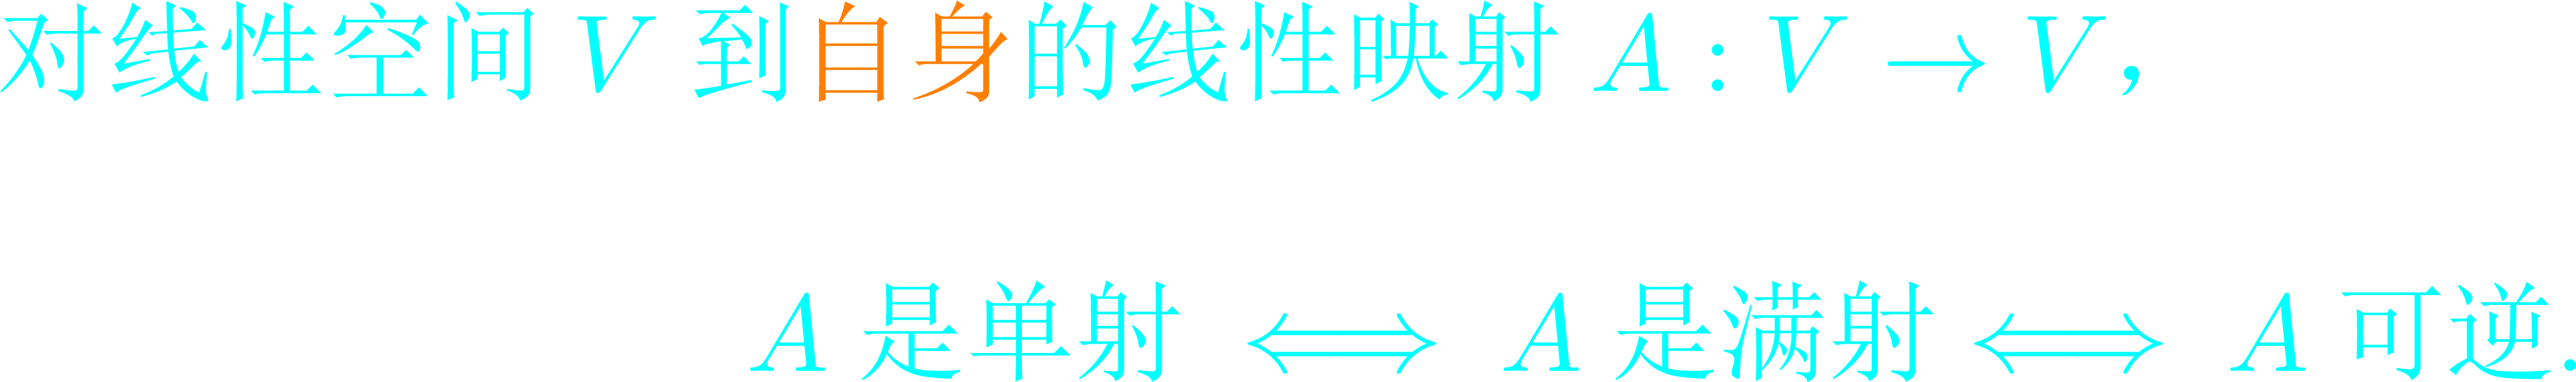 对线性空间 V 到自身的线性映射 A : V → V，
A 是单射 ⟺ A 是满射 ⟺ A 可逆.